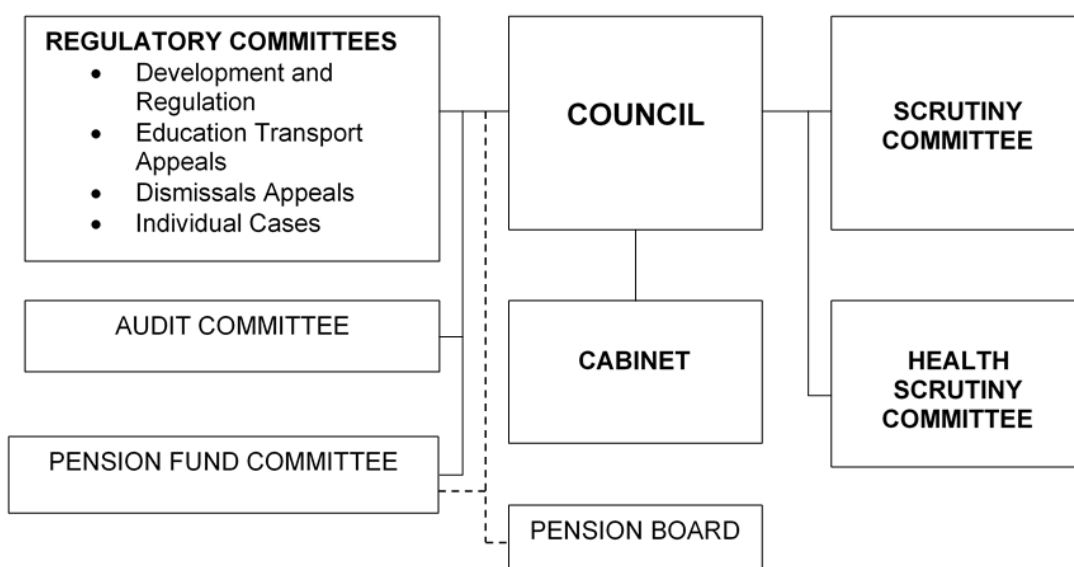 REGULATORY COMMITTEES
• Development and
Regulation
• Education Transport
Appeals
• Dismissals Appeals
• Individual Cases
COUNCIL
SCRUTINY
COMMITTEE
AUDIT COMMITTEE
CABINET
HEALTH
SCRUTINY
COMMITTEE
PENSION FUND COMMITTEE
PENSION BOARD